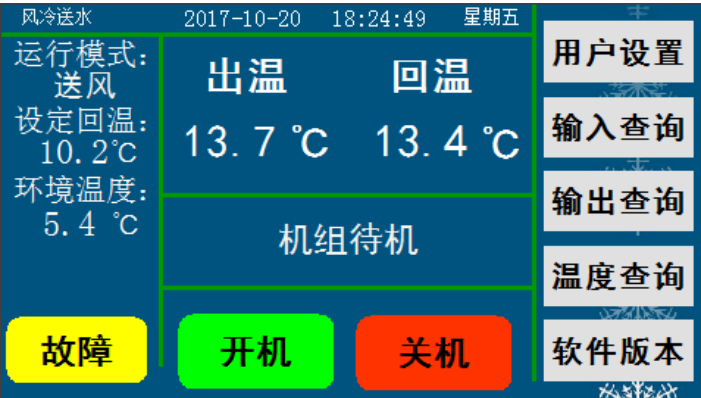 风冷送水 2017-10-20 18:24:49 星期五
运行模式:
送风
设定回温:
10.2℃
环境温度:
5.4 ℃
出温 回温
13.7 ℃ 13.4 ℃
机组待机
故障 开机 关机
用户设置
输入查询
输出查询
温度查询
软件版本